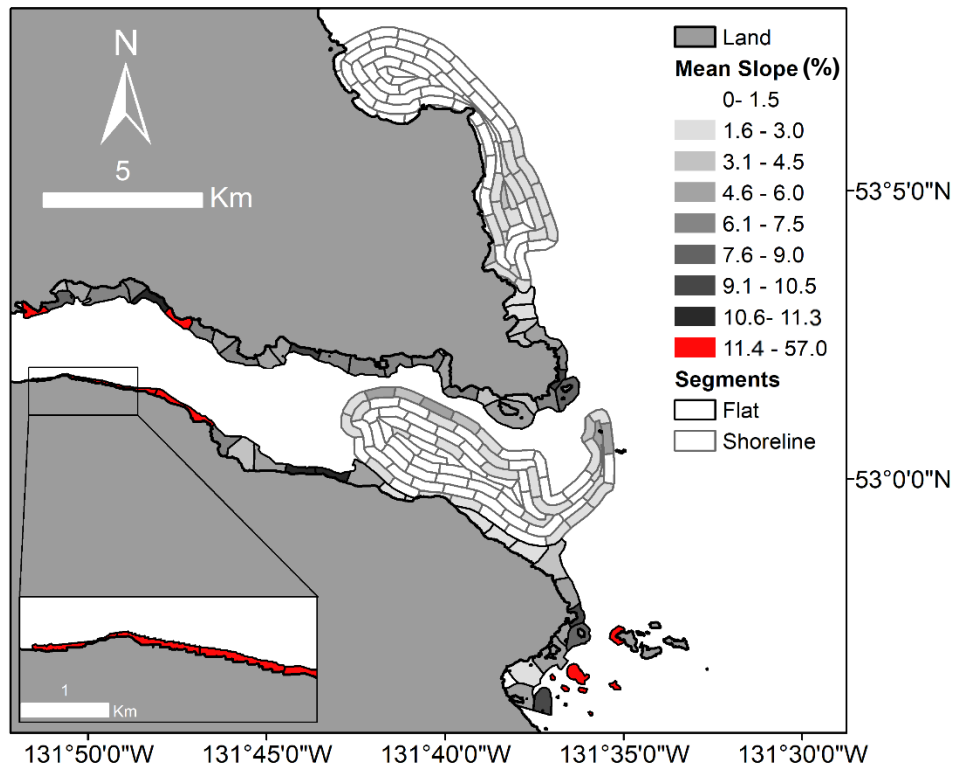 N
5
Km
Land
Mean Slope (%)
0- 1.5
1.6 - 3.0
3.1 - 4.5
4.6 - 6.0
6.1 - 7.5
7.6 - 9.0
9.1 - 10.5
10.6- 11.3
11.4 - 57.0
Segments
Flat
Shoreline
53°5'0"N
53°0'0"N
1
Km
131°50'0"W
131°45'0"W
131°40'0"W
131°35'0"W
131°30'0"W